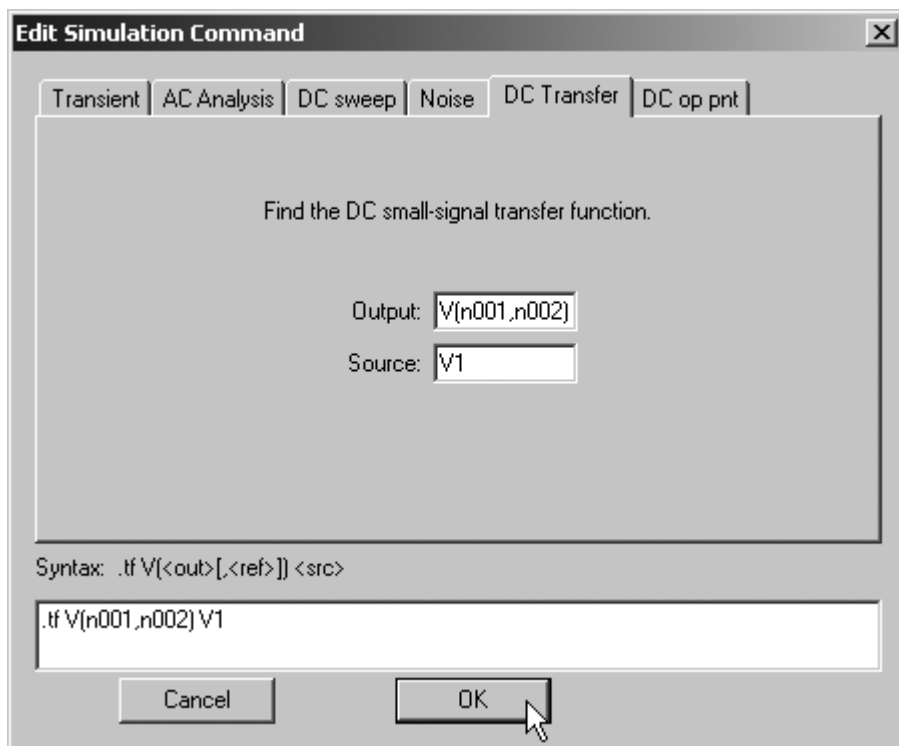 Edit Simulation Command
Transient AC Analysis DC sweep Noise DC Transfer DC op pnt
Find the DC small-signal transfer function.
Output: V(n001,n002)
Source: V1
Syntax: .tf V(<out>[,<ref>]) <src>
.tf V(n001,n002) V1
Cancel OK